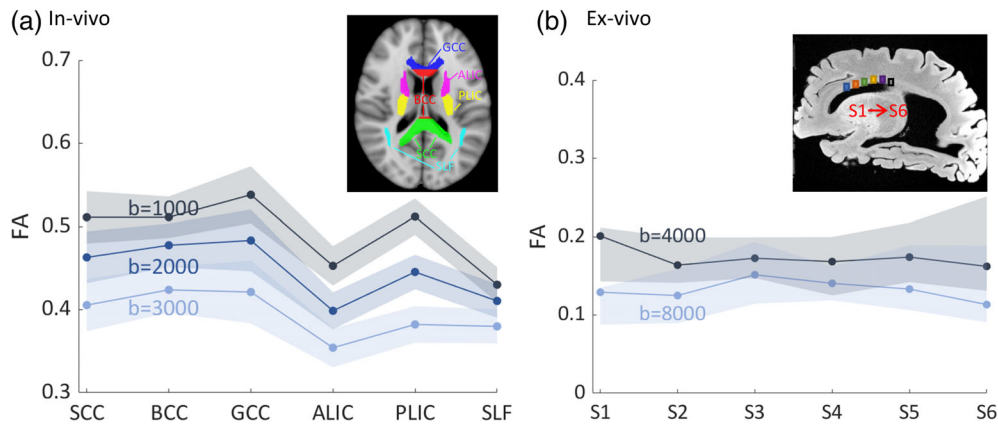 (a) In-vivo
0.7
0.6
0.5
0.4
0.3
FA
b=1000
b=2000
b=3000
SCC BCC GCC ALIC PLIC SLF
GCC
ALIC
BCC
PLIC
SCC
SLF
(b) Ex-vivo
0.4
0.3
0.2
0.1
0
FA
b=4000
b=8000
S1 S2 S3 S4 S5 S6
S1→S6